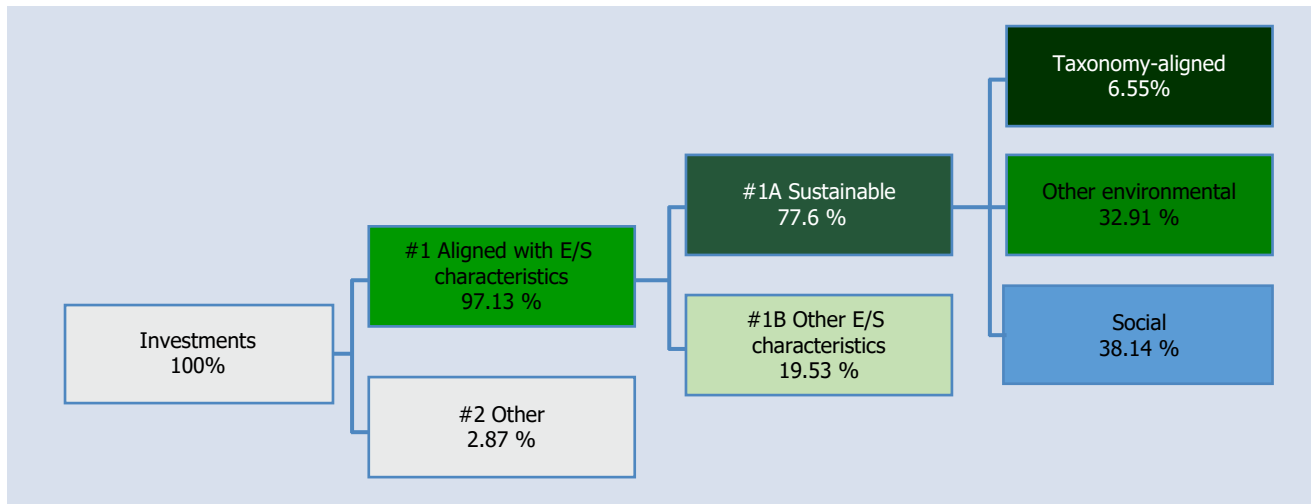 Investments
100%
#1 Aligned with E/S
characteristics
97.13 %
#2 Other
2.87 %
#1A Sustainable
77.6 %
#1B Other E/S
characteristics
19.53 %
Taxonomy-aligned
6.55%
Other environmental
32.91 %
Social
38.14 %